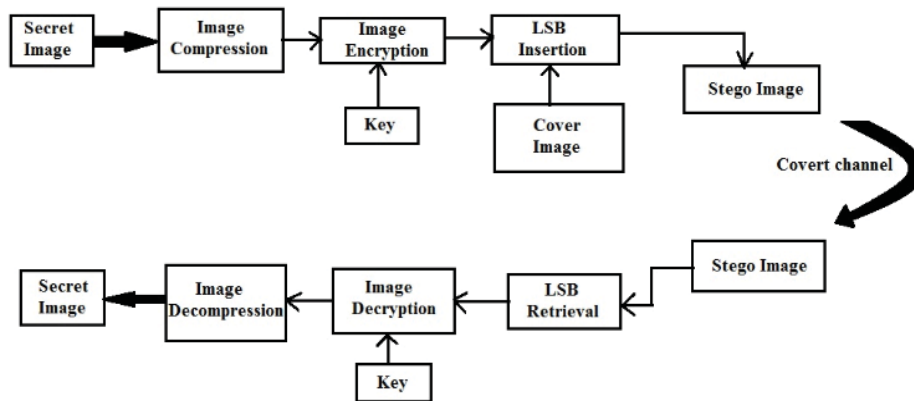 Secret
Image
Image
Compression
Image
Encryption
LSB
Insertion
Stego Image
Key
Cover
Image
Covert channel
Stego Image
Secret
Image
Image
Decompression
Image
Decryption
LSB
Retrieval
Key